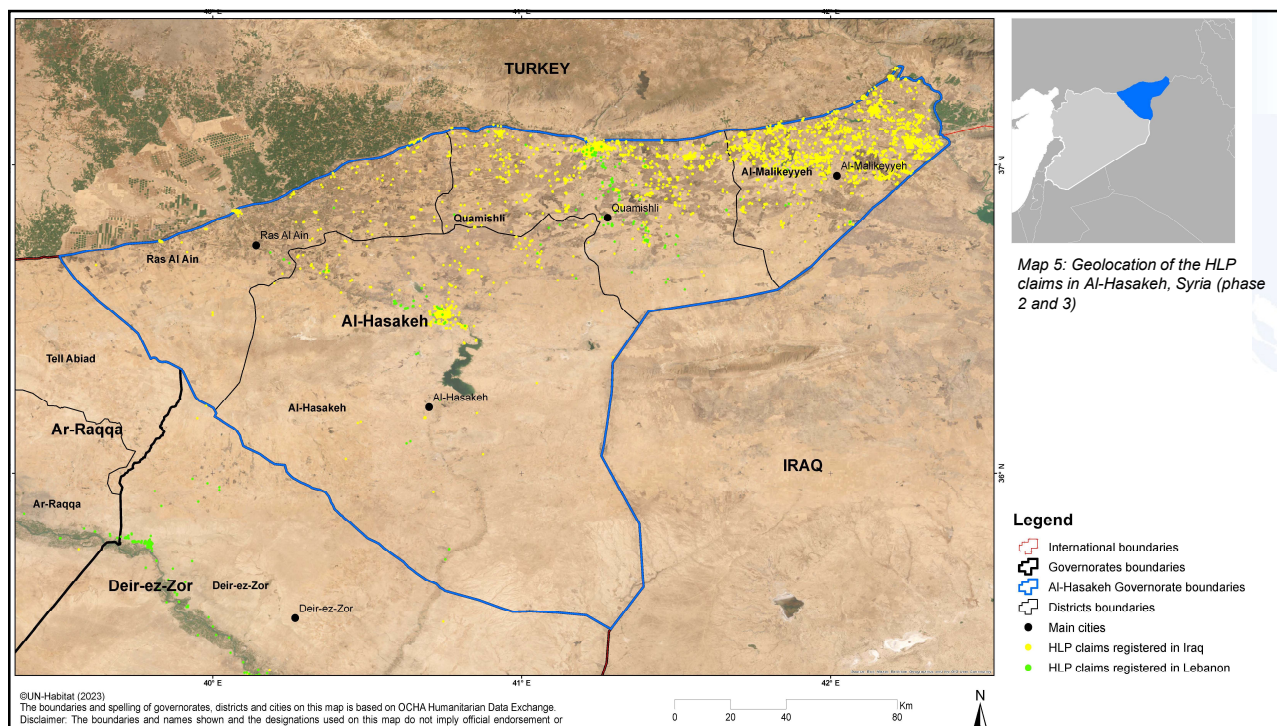 40° E
41° E
42° E
TURKEY
37° N
Al-Malikeyyeh
Al-Malikeyyeh
Quamishli
Quamishli
Ras Al Ain
Ras Al Ain
Al-Hasakeh
Tell Abiad
Al-Hasakeh
Al-Hasakeh
Ar-Raqqa
IRAQ
36° N
Ar-Raqqa
Deir-ez-Zor
Deir-ez-Zor
Deir-ez-Zor
40° E
41° E
42° E
Map 5: Geolocation of the HLP
claims in Al-Hasakeh, Syria (phase
2 and 3)
Legend
International boundaries
Governorates boundaries
Al-Hasakeh Governorate boundaries
Districts boundaries
Main cities
HLP claims registered in Iraq
HLP claims registered in Lebanon
©UN-Habitat (2023)
The boundaries and spelling of governorates, districts and cities on this map is based on OCHA Humanitarian Data Exchange.
Disclaimer: The boundaries and names shown and the designations used on this map do not imply official endorsement or
Km
0 20 40 60 80
N